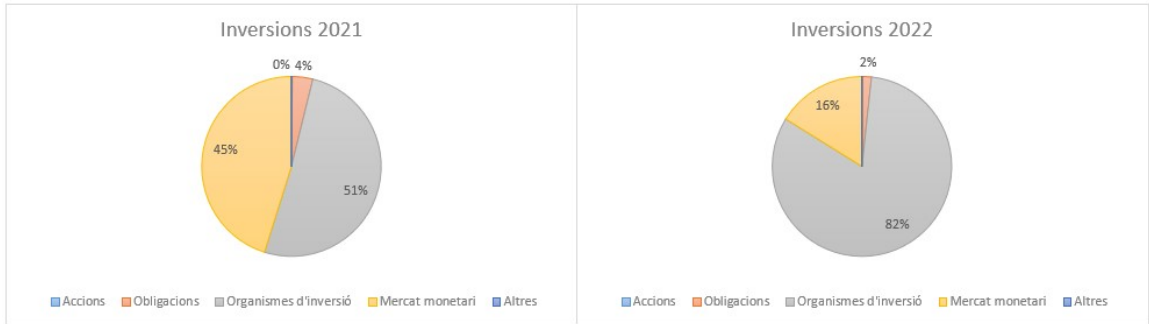 Inversions 2021
0% 4%
45%
51%
Accions Obligacions Organismes d'inversió Mercat monetari Altres
Inversions 2022
2%
16%
82%
Accions Obligacions Organismes d'inversió Mercat monetari Altres